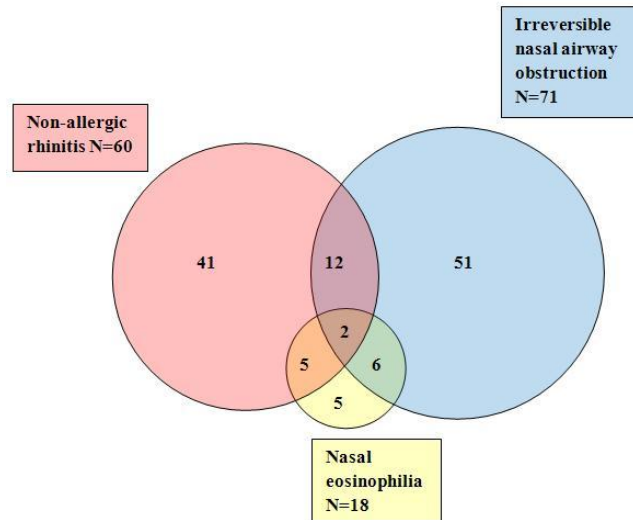 Irreversible
nasal airway
obstruction
N=71
Non-allergic
rhinitis N=60
41
12
51
2
5
6
5
Nasal
eosinophilia
N=18